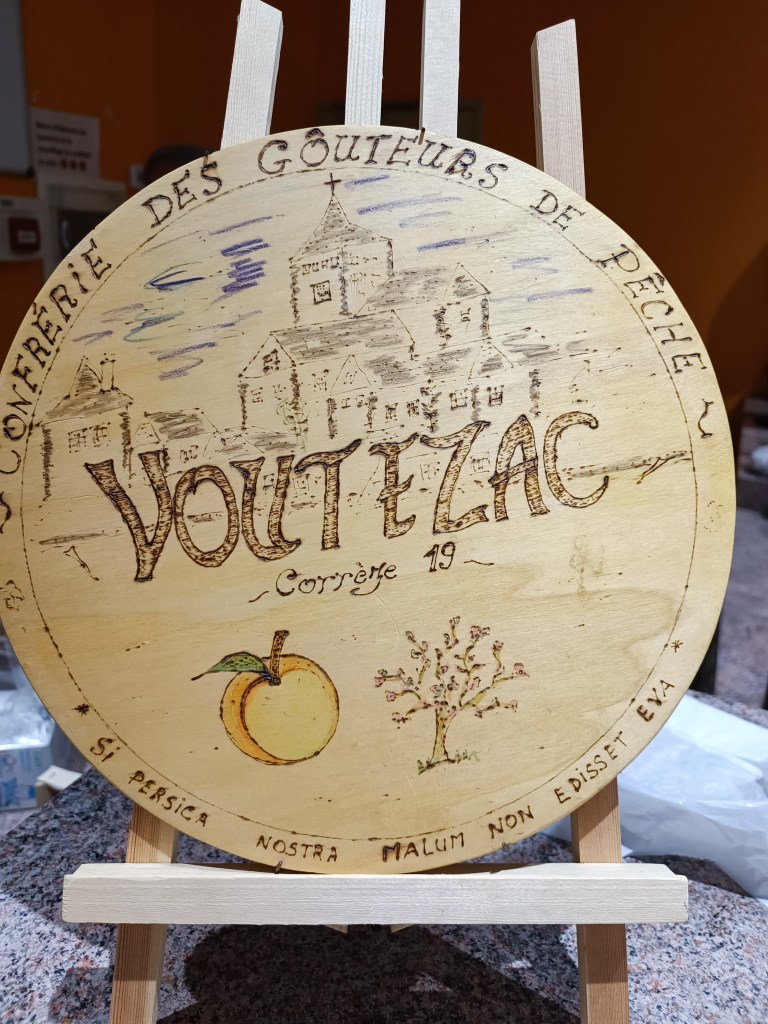 CONFRÉRIE DES GÔUTEURS DE PÊCHE
VOUTEZAC
Corrèze 19
* Si PERSICA NOSTRA MALUM NON EDISSET EVA *